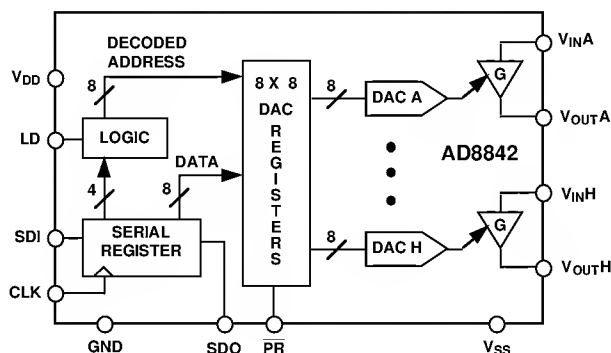 DECODED
ADDRESS
VDD
8
8 X 8
DAC
REGISTERS
8
DAC A
G
VINA
VOUTA
LD
LOGIC
DATA
AD8842
4
8
SDI
SERIAL
REGISTER
8
DAC H
G
VINH
VOUTH
CLK
GND
SDO
PR
VSS